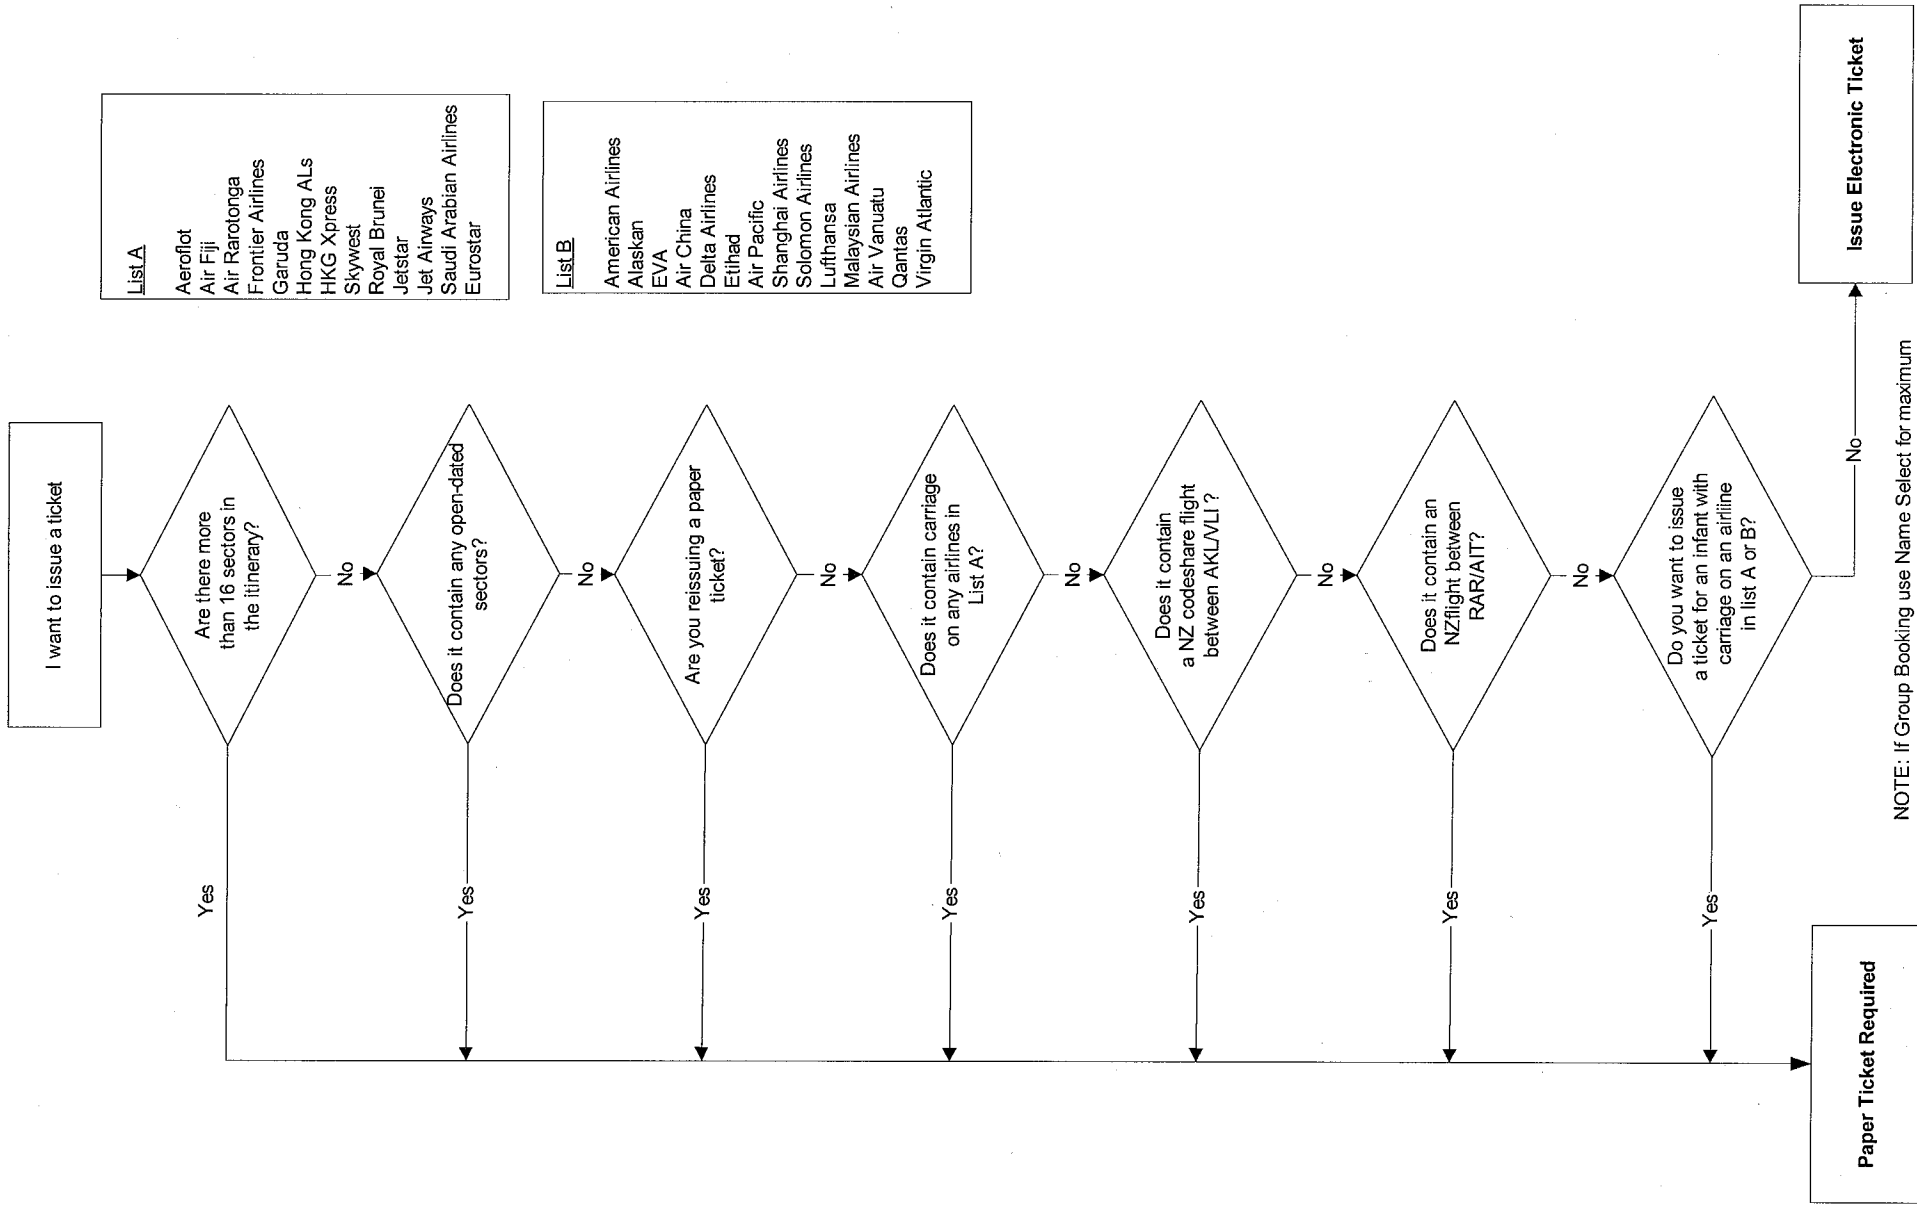 I want to issue a ticket
Are there more
than 16 sectors in
the itinerary?
Yes
No
Does it contain any open-dated
sectors?
Yes
No
Are you reissuing a paper
ticket?
Yes
No
Does it contain carriage
on any airlines in
List A?
Yes
No
Does it contain
a NZ codeshare flight
between AKL/VLI ?
Yes
No
Does it contain an
NZflight between
RAR/AIT?
Yes
No
Do you want to issue
a ticket for an infant with
carriage on an airliine
in list A or B?
Yes
No
Paper Ticket Required
Issue Electronic Ticket
List A
Aeroflot
Air Fiji
Air Rarotonga
Frontier Airlines
Garuda
Hong Kong ALs
HKG Xpress
Skywest
Royal Brunei
Jetstar
Jet Airways
Saudi Arabian Airlines
Eurostar
List B
American Airlines
Alaskan
EVA
Air China
Delta Airlines
Etihad
Air Pacific
Shanghai Airlines
Solomon Airlines
Lufthansa
Malaysian Airlines
Air Vanuatu
Qantas
Virgin Atlantic
NOTE: If Group Booking use Name Select for maximum